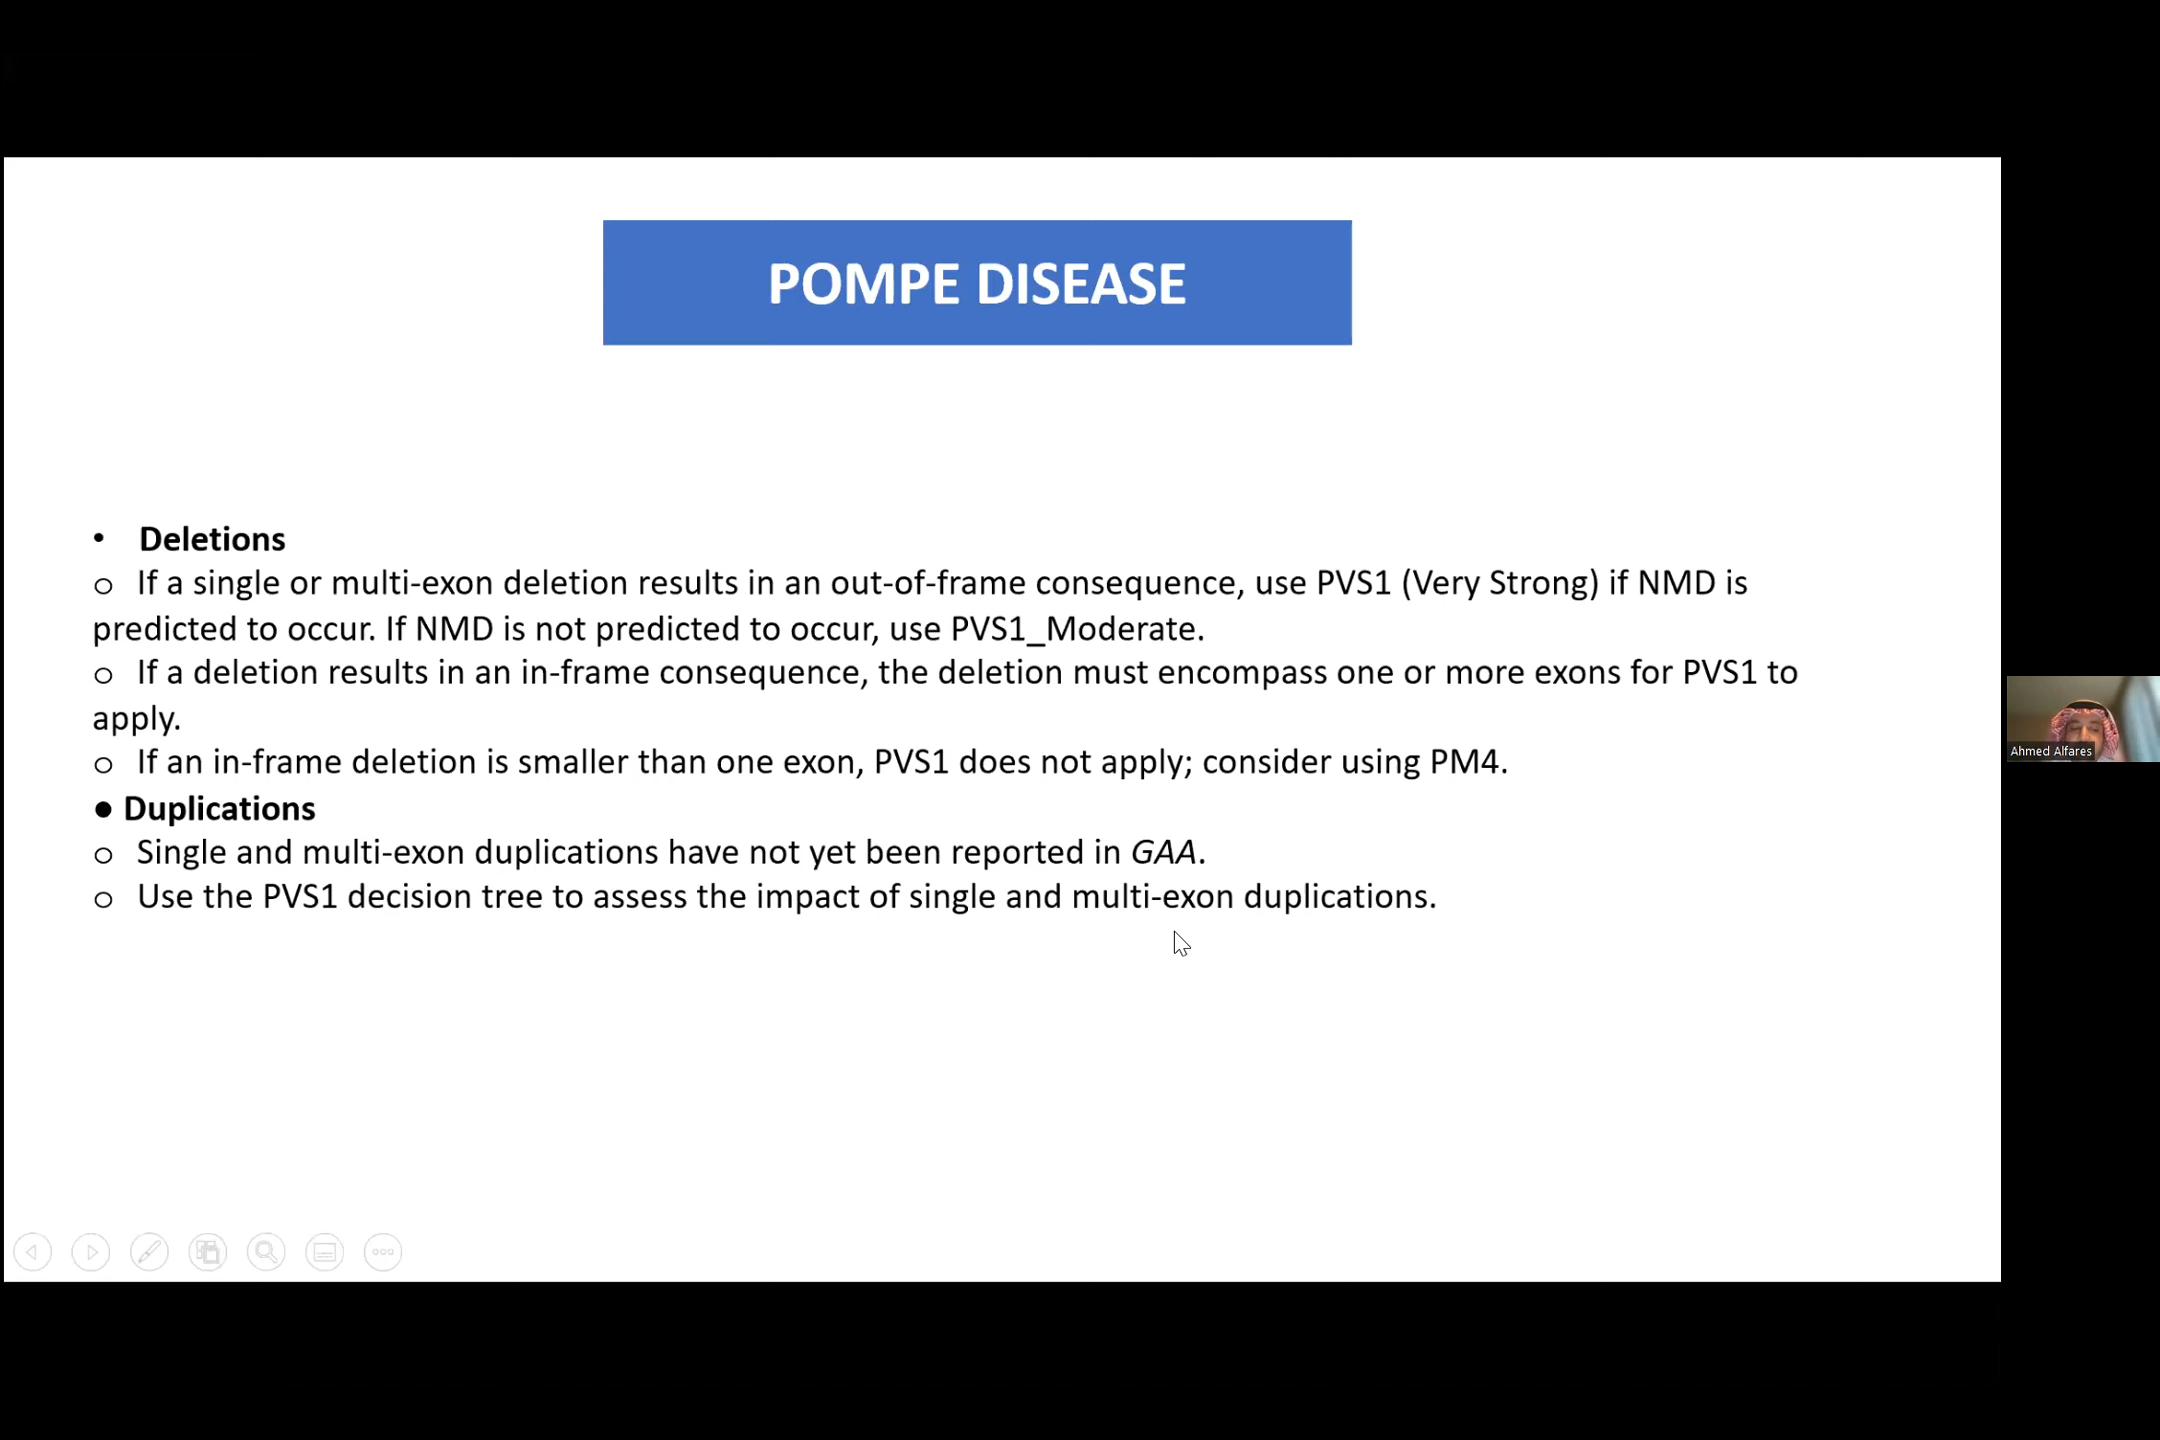 POMPE DISEASE
• Deletions
o If a single or multi-exon deletion results in an out-of-frame consequence, use PVS1 (Very Strong) if NMD is
predicted to occur. If NMD is not predicted to occur, use PVS1_Moderate.
o If a deletion results in an in-frame consequence, the deletion must encompass one or more exons for PVS1 to
apply.
o If an in-frame deletion is smaller than one exon, PVS1 does not apply; consider using PM4.
● Duplications
o Single and multi-exon duplications have not yet been reported in GAA.
o Use the PVS1 decision tree to assess the impact of single and multi-exon duplications.
Ahmed Alfares